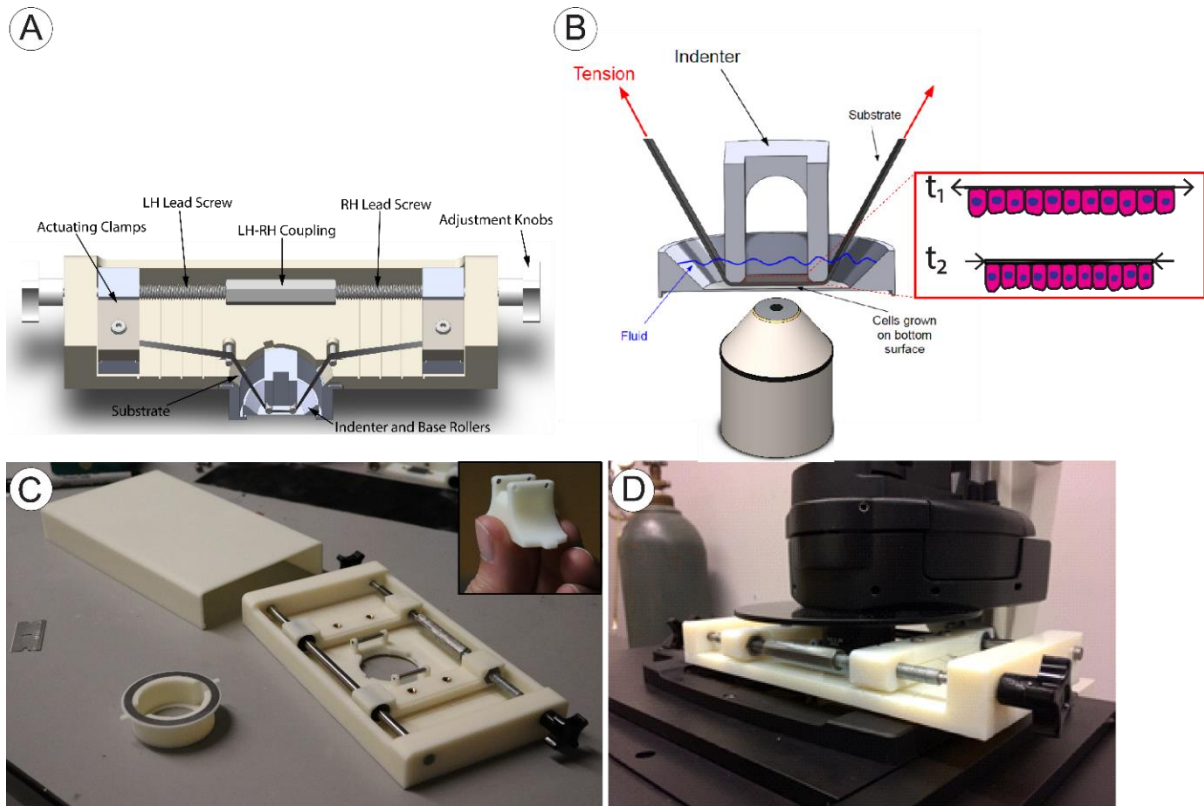 A
LH Lead Screw
RH Lead Screw
Actuating Clamps
LH-RH Coupling
Adjustment Knobs
Substrate
Indenter and Base Rollers
B
Indenter
Tension
Substrate
t1
t2
Fluid
Cells grown
on bottom
surface
C
D